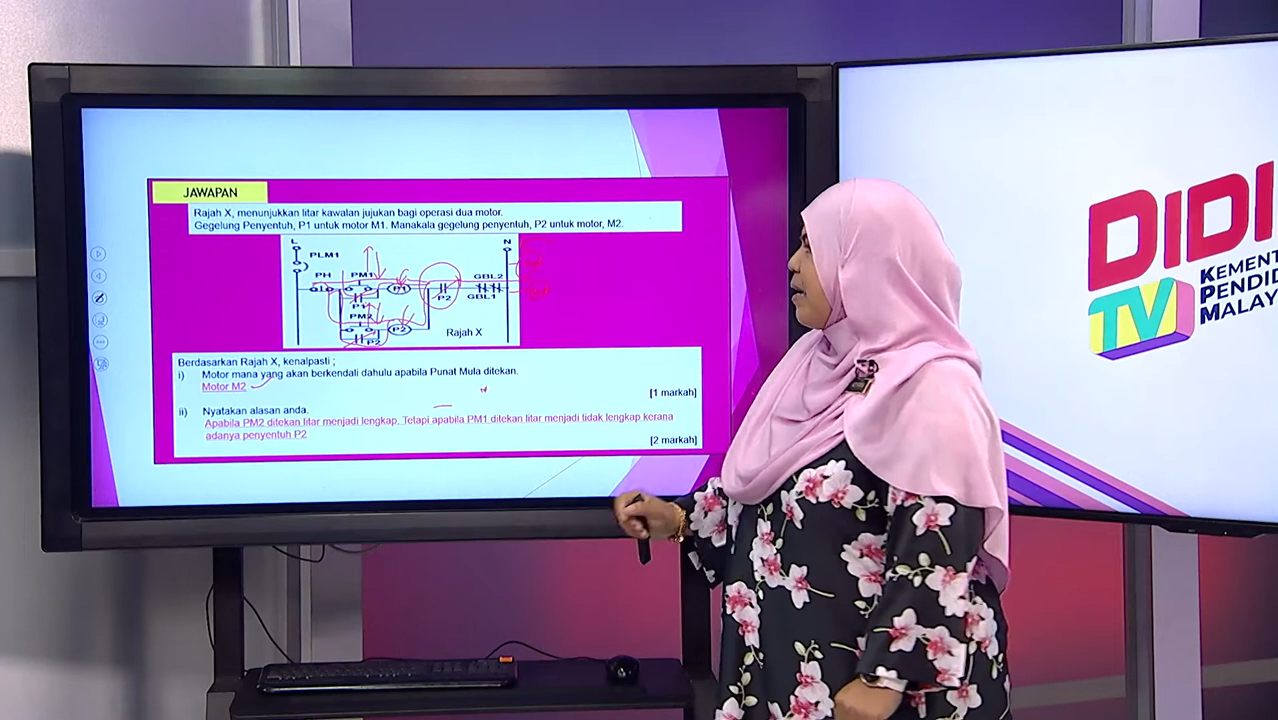 JAWAPAN
Rajah X, menunjukkan litar kawalan jujukan bagi operasi dua motor.
Gegelung Penyentuh, P1 untuk motor M1. Manakala gegelung penyentuh, P2 untuk motor, M2.
L
N
PLM1
PH
PM1
GBL2
P1
P2
GBL1
P1
PM2
P2
Rajah X
P2
Berdasarkan Rajah X, kenalpasti ;
i) Motor mana yang akan berkendali dahulu apabila Punat Mula ditekan.
Motor M2
[1 markah]
ii) Nyatakan alasan anda.
Apabila PM2 ditekan litar menjadi lengkap. Tetapi apabila PM1 ditekan litar menjadi tidak lengkap kerana
adanya penyentuh P2
[2 markah]
DIDI
TV
KEMENT
PENDID
MALAY